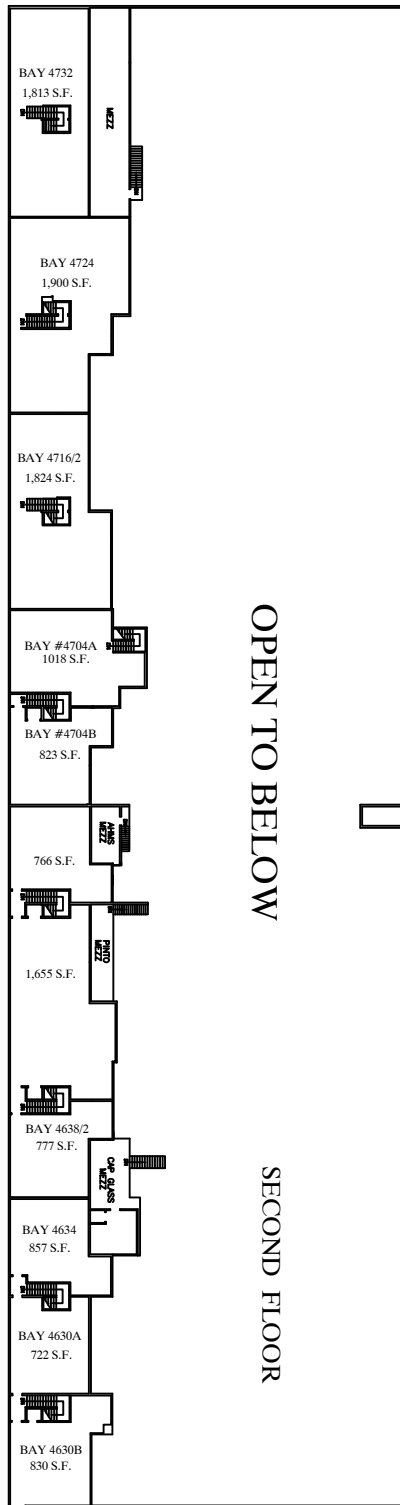 BAY 4732
1,813 S.F.
MEZZ
BAY 4724
1,900 S.F.
BAY 4716/2
1,824 S.F.
BAY #4704A
1018 S.F.
BAY #4704B
823 S.F.
OPEN TO BELOW
AHMS
MEZZ
766 S.F.
PINTO
MEZZ
1,655 S.F.
BAY 4638/2
777 S.F.
CAP GLASS
MEZZ
BAY 4634
857 S.F.
SECOND FLOOR
BAY 4630A
722 S.F.
BAY 4630B
830 S.F.